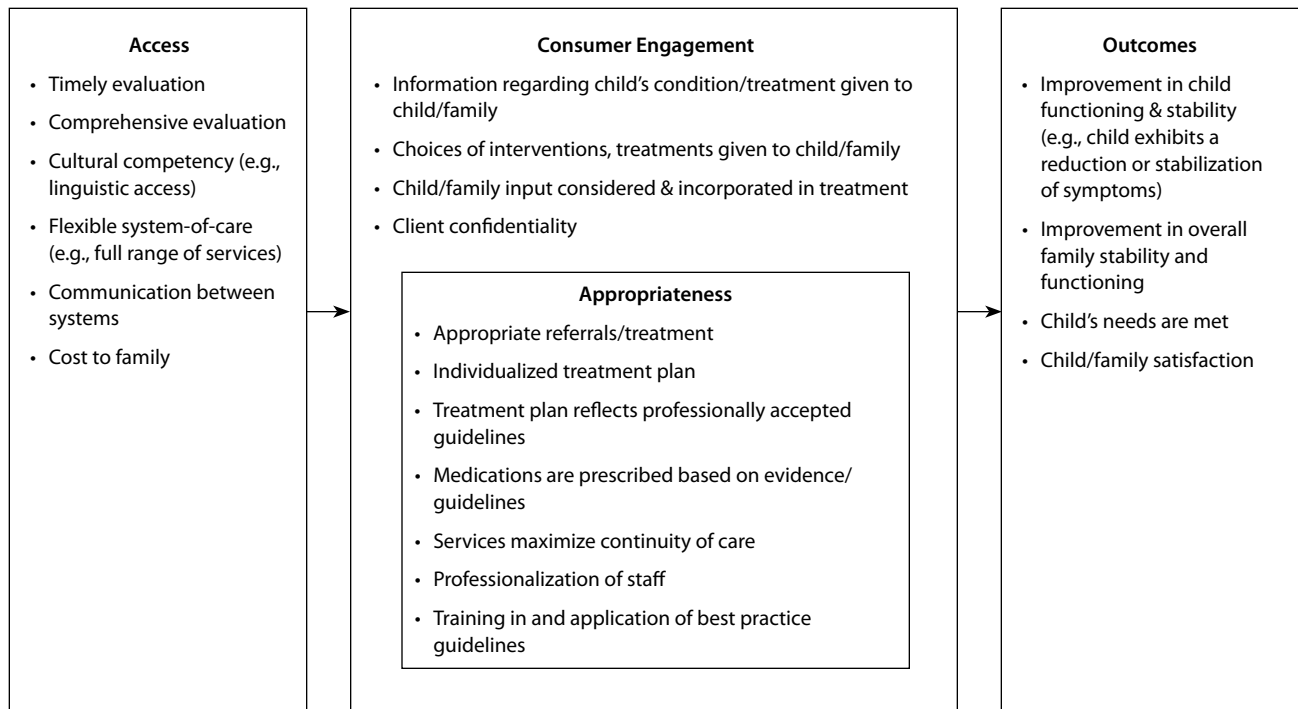 Access
• Timely evaluation
• Comprehensive evaluation
• Cultural competency (e.g.,
linguistic access)
• Flexible system-of-care
(e.g., full range of services)
• Communication between
systems
• Cost to family
Consumer Engagement
• Information regarding child’s condition/treatment given to
child/family
• Choices of interventions, treatments given to child/family
• Child/family input considered & incorporated in treatment
• Client confidentiality
Appropriateness
• Appropriate referrals/treatment
• Individualized treatment plan
• Treatment plan reflects professionally accepted
guidelines
• Medications are prescribed based on evidence/
guidelines
• Services maximize continuity of care
• Professionalization of staff
• Training in and application of best practice
guidelines
Outcomes
• Improvement in child
functioning & stability
(e.g., child exhibits a
reduction or stabilization
of symptoms)
• Improvement in overall
family stability and
functioning
• Child’s needs are met
• Child/family satisfaction